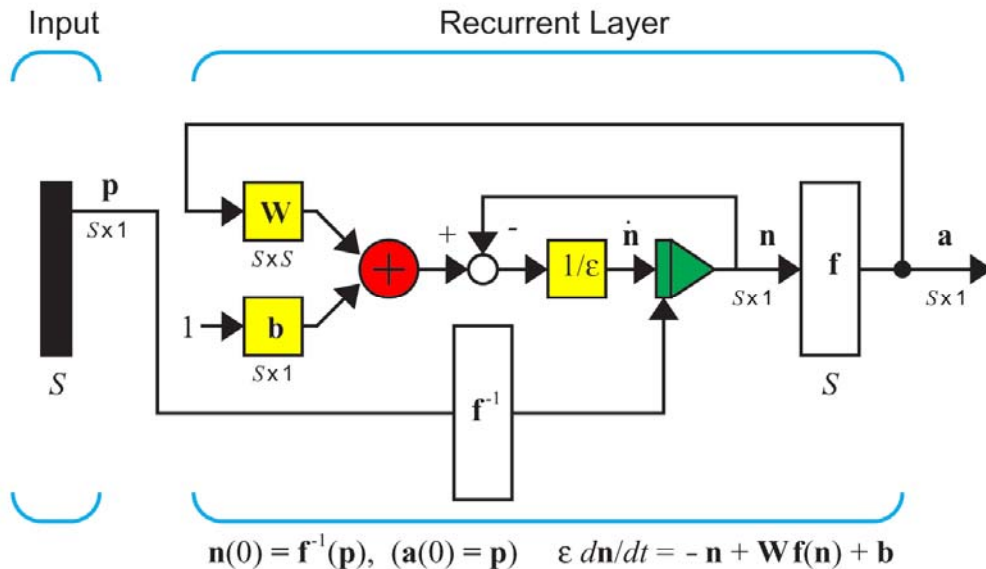 Input
Recurrent Layer
p
S x 1
W
S x S
+
+
-
1/ε
ṅ
n
S x 1
f
a
S x 1
1
b
S x 1
S
f⁻¹
S
n(0) = f⁻¹(p), (a(0) = p)    ε dn/dt = - n + W f(n) + b